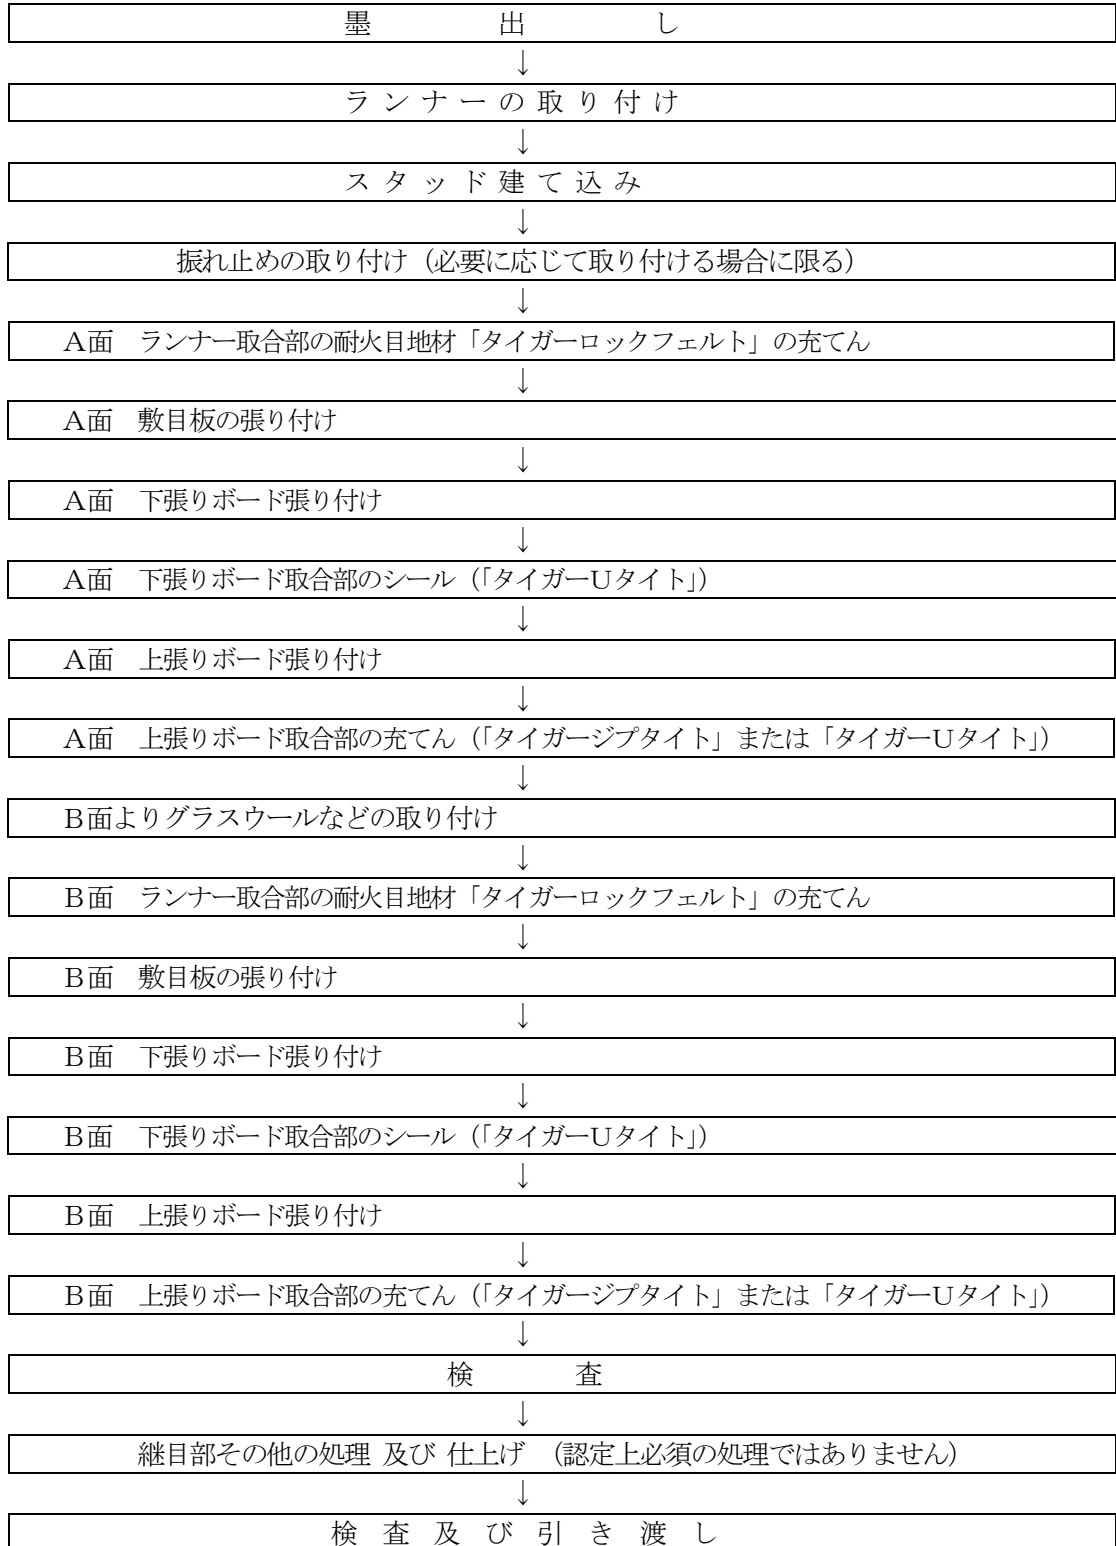 墨出し
↓
ランナーの取り付け
↓
スタッド建て込み
↓
振れ止めの取り付け（必要に応じて取り付ける場合に限る）
↓
A面　ランナー取合部の耐火目地材「タイガーロックフェルト」の充てん
↓
A面　敷目板の張り付け
↓
A面　下張りボード張り付け
↓
A面　下張りボード取合部のシール（「タイガーUタイト」）
↓
A面　上張りボード張り付け
↓
A面　上張りボード取合部の充てん（「タイガージプタイト」または「タイガーUタイト」）
↓
B面よりグラスウールなどの取り付け
↓
B面　ランナー取合部の耐火目地材「タイガーロックフェルト」の充てん
↓
B面　敷目板の張り付け
↓
B面　下張りボード張り付け
↓
B面　下張りボード取合部のシール（「タイガーUタイト」）
↓
B面　上張りボード張り付け
↓
B面　上張りボード取合部の充てん（「タイガージプタイト」または「タイガーUタイト」）
↓
検査
↓
継目部その他の処理 及び 仕上げ　（認定上必須の処理ではありません）
↓
検査及び引き渡し